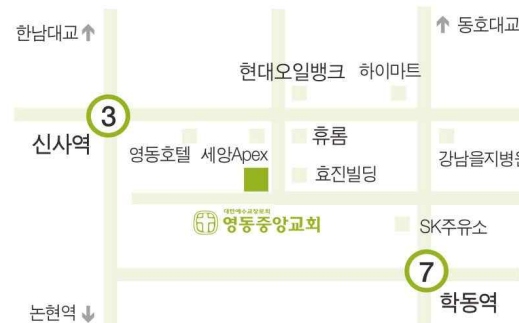 한남대교
동호대교
현대오일뱅크
하이마트
3
신사역
영동호텔
세양Apex
휴롬
효진빌딩
강남을지병원
대한예수교장로회
영동중앙교회
SK주유소
7
학동역
논현역